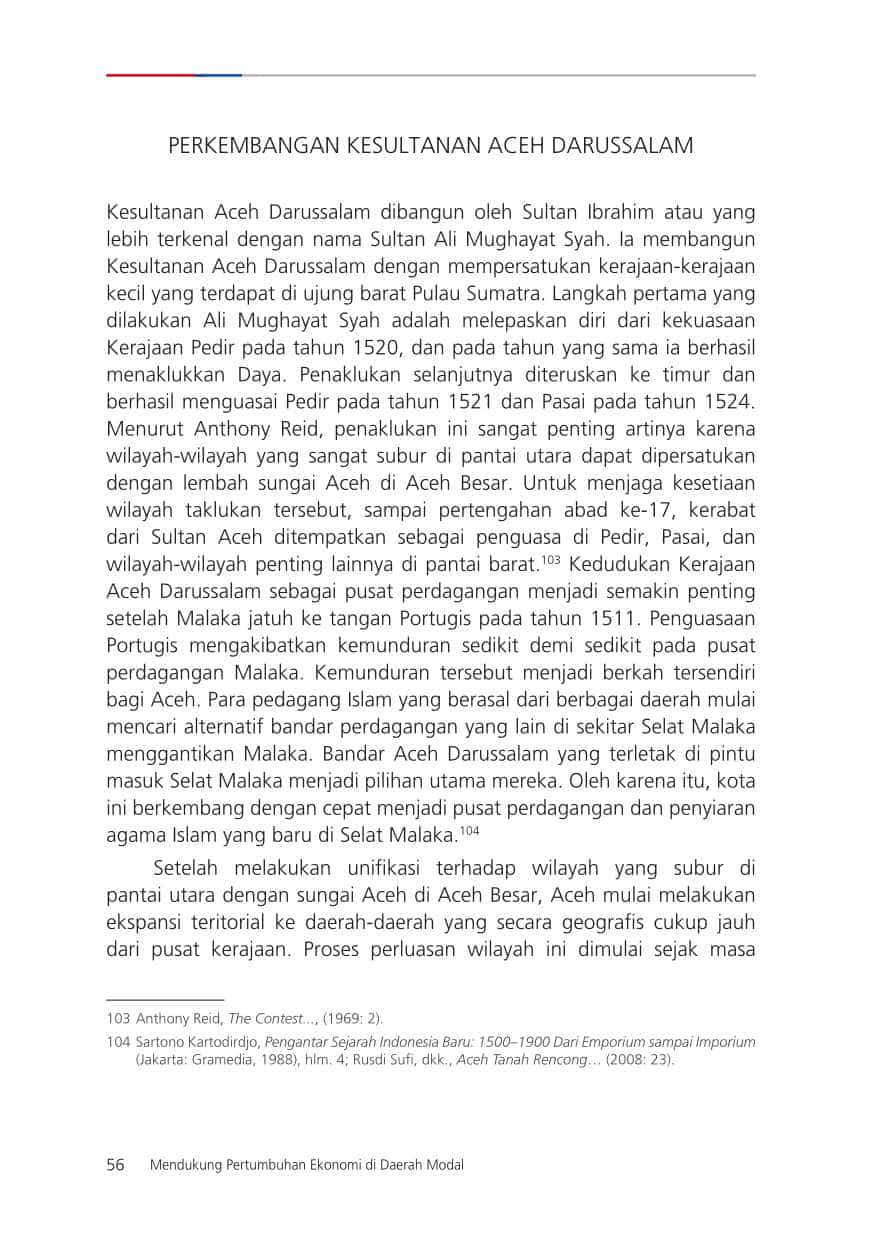 PERKEMBANGAN KESULTANAN ACEH DARUSSALAM
Kesultanan Aceh Darussalam dibangun oleh Sultan Ibrahim atau yang
lebih terkenal dengan nama Sultan Ali Mughayat Syah. Ia membangun
Kesultanan Aceh Darussalam dengan mempersatukan kerajaan-kerajaan
kecil yang terdapat di ujung barat Pulau Sumatra. Langkah pertama yang
dilakukan Ali Mughayat Syah adalah melepaskan diri dari kekuasaan
Kerajaan Pedir pada tahun 1520, dan pada tahun yang sama ia berhasil
menaklukkan Daya. Penaklukan selanjutnya diteruskan ke timur dan
berhasil menguasai Pedir pada tahun 1521 dan Pasai pada tahun 1524.
Menurut Anthony Reid, penaklukan ini sangat penting artinya karena
wilayah-wilayah yang sangat subur di pantai utara dapat dipersatukan
dengan lembah sungai Aceh di Aceh Besar. Untuk menjaga kesetiaan
wilayah taklukan tersebut, sampai pertengahan abad ke-17, kerabat
dari Sultan Aceh ditempatkan sebagai penguasa di Pedir, Pasai, dan
wilayah-wilayah penting lainnya di pantai barat.103 Kedudukan Kerajaan
Aceh Darussalam sebagai pusat perdagangan menjadi semakin penting
setelah Malaka jatuh ke tangan Portugis pada tahun 1511. Penguasaan
Portugis mengakibatkan kemunduran sedikit demi sedikit pada pusat
perdagangan Malaka. Kemunduran tersebut menjadi berkah tersendiri
bagi Aceh. Para pedagang Islam yang berasal dari berbagai daerah mulai
mencari alternatif bandar perdagangan yang lain di sekitar Selat Malaka
menggantikan Malaka. Bandar Aceh Darussalam yang terletak di pintu
masuk Selat Malaka menjadi pilihan utama mereka. Oleh karena itu, kota
ini berkembang dengan cepat menjadi pusat perdagangan dan penyiaran
agama Islam yang baru di Selat Malaka.104
Setelah melakukan unifikasi terhadap wilayah yang subur di
pantai utara dengan sungai Aceh di Aceh Besar, Aceh mulai melakukan
ekspansi teritorial ke daerah-daerah yang secara geografis cukup jauh
dari pusat kerajaan. Proses perluasan wilayah ini dimulai sejak masa
103 Anthony Reid, The Contest..., (1969: 2).
104 Sartono Kartodirdjo, Pengantar Sejarah Indonesia Baru: 1500–1900 Dari Emporium sampai Imporium
(Jakarta: Gramedia, 1988), hlm. 4; Rusdi Sufi, dkk., Aceh Tanah Rencong… (2008: 23).
56 Mendukung Pertumbuhan Ekonomi di Daerah Modal